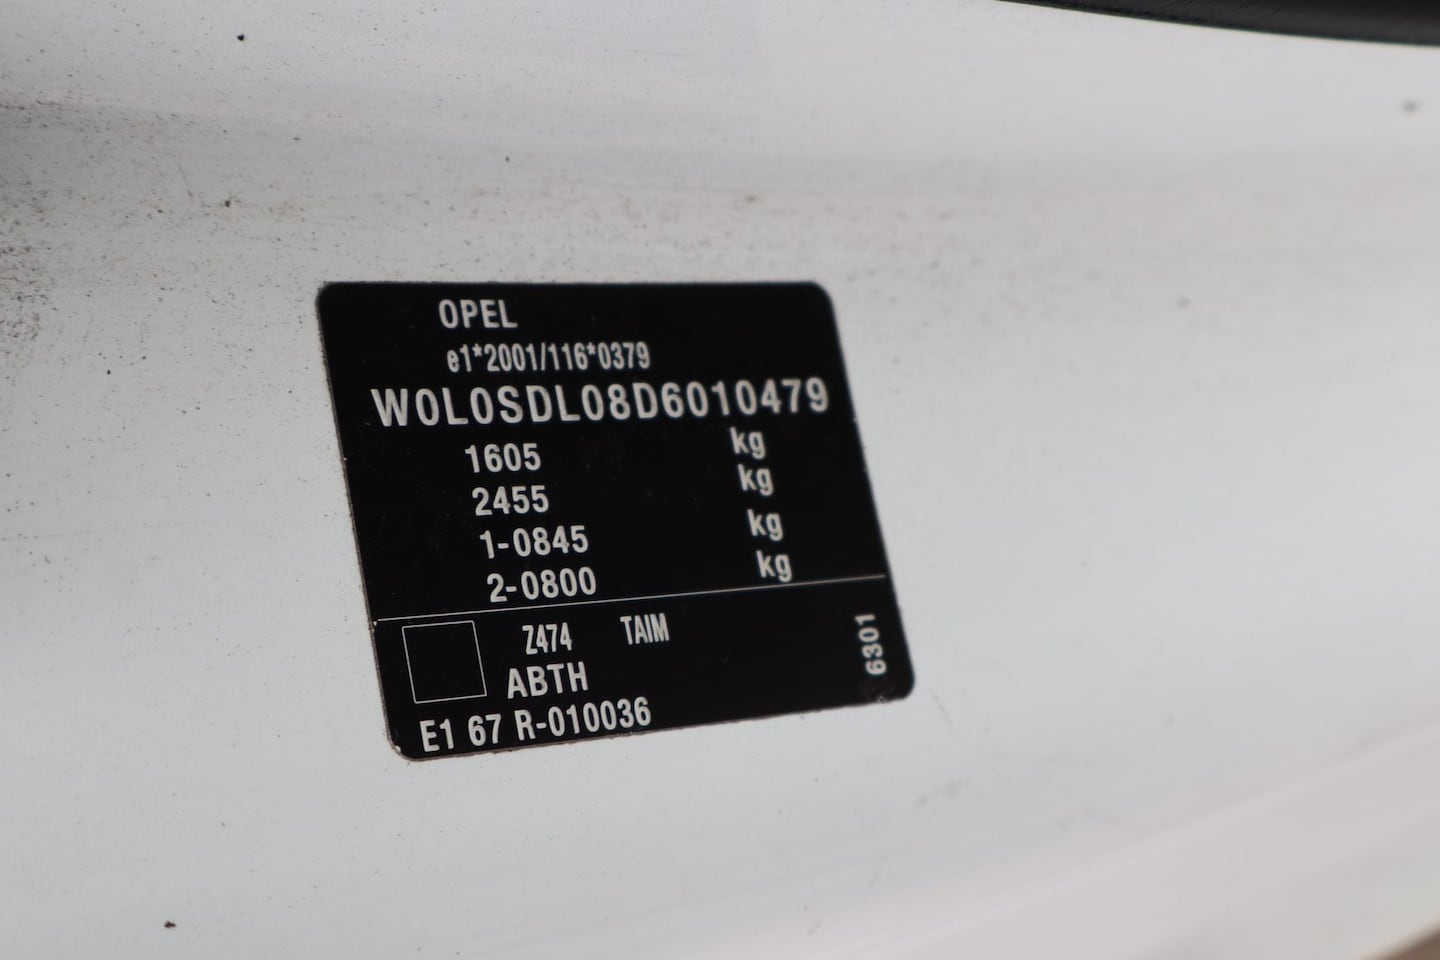 OPEL
e1*2001/116*0379
W0L0SDL08D6010479
1605 kg
2455 kg
1-0845 kg
2-0800 kg
Z474 TAIM
ABTH
E1 67 R-010036
6301